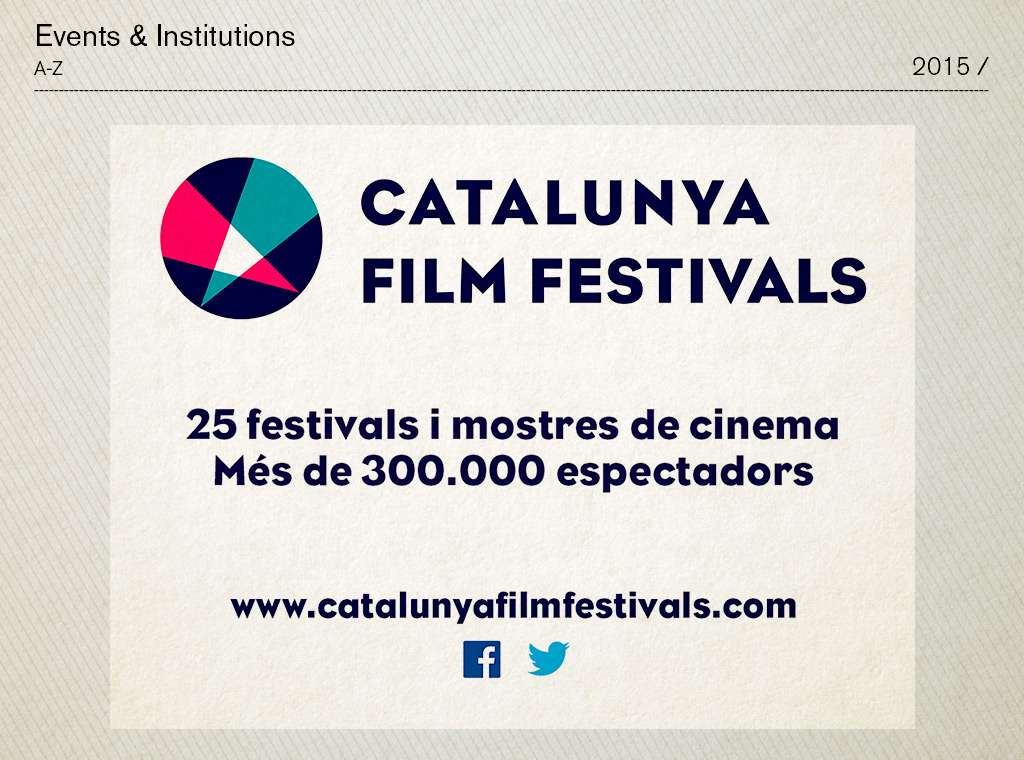 Events & Institutions
A-Z
2015 /
CATALUNYA
FILM FESTIVALS
25 festivals i mostres de cinema
Més de 300.000 espectadors
www.catalunyafilmfestivals.com